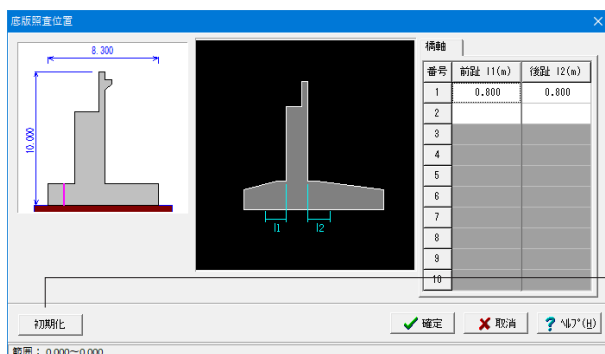 底版照査位置
8.300
10.000
l1 l2
橋軸
番号 前趾 l1(m) 後趾 l2(m)
1 0.800 0.800
2
3
4
5
6
7
8
9
10
初期化 確定 取消 ヘルプ(H)
範囲： 0.000～0.000